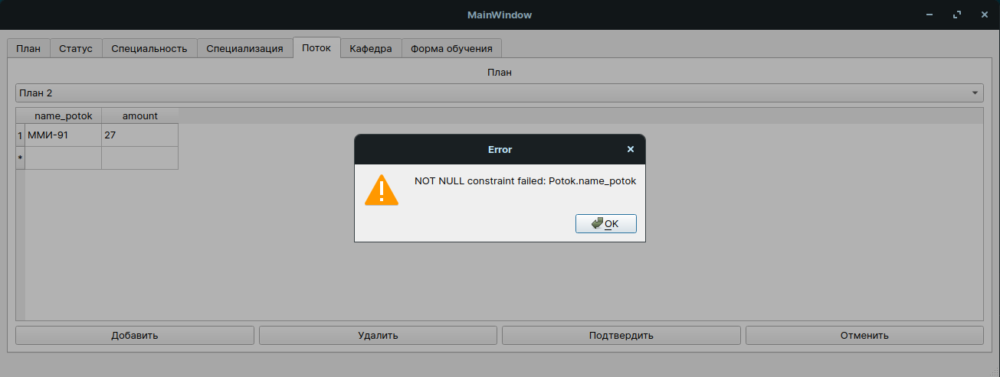 MainWindow
План Статус Специальность Специализация Поток Кафедра Форма обучения
План
План 2
name_potok amount
1 ММИ-91 27
*
Error
NOT NULL constraint failed: Potok.name_potok
OK
Добавить Удалить Подтвердить Отменить